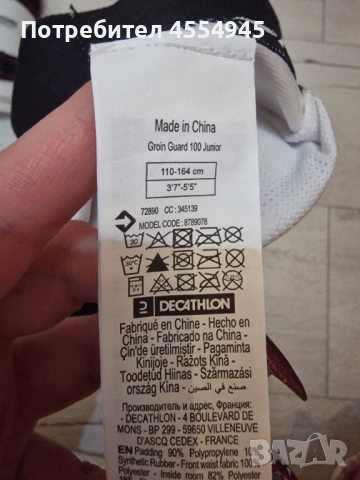 Потребител 4554945
Made in China
Groin Guard 100 Junior
110-164 cm
3'7"-5'5"
72890 CC : 345139
MODEL CODE : 8789078
30
30°C
DECATHLON
Fabriqué en Chine - Hecho en
China - Fabricado na China -
Çin'de üretilmiştir - Pagaminta
Kinijoje - Ražots Ķīnā -
Toodetud Hiinas - Származási
ország Kína - صنع في الصين
Производитель и адрес, Франция:
- DECATHLON - 4 BOULEVARD DE
MONS - BP 299 - 59650 VILLENEUVE
D'ASCQ CEDEX - FRANCE
EN Padding 90% Polypropylene 10%
Synthetic Rubber - Front waist fabric 100%
Polyester - Inside room 82% Polyester
bazar